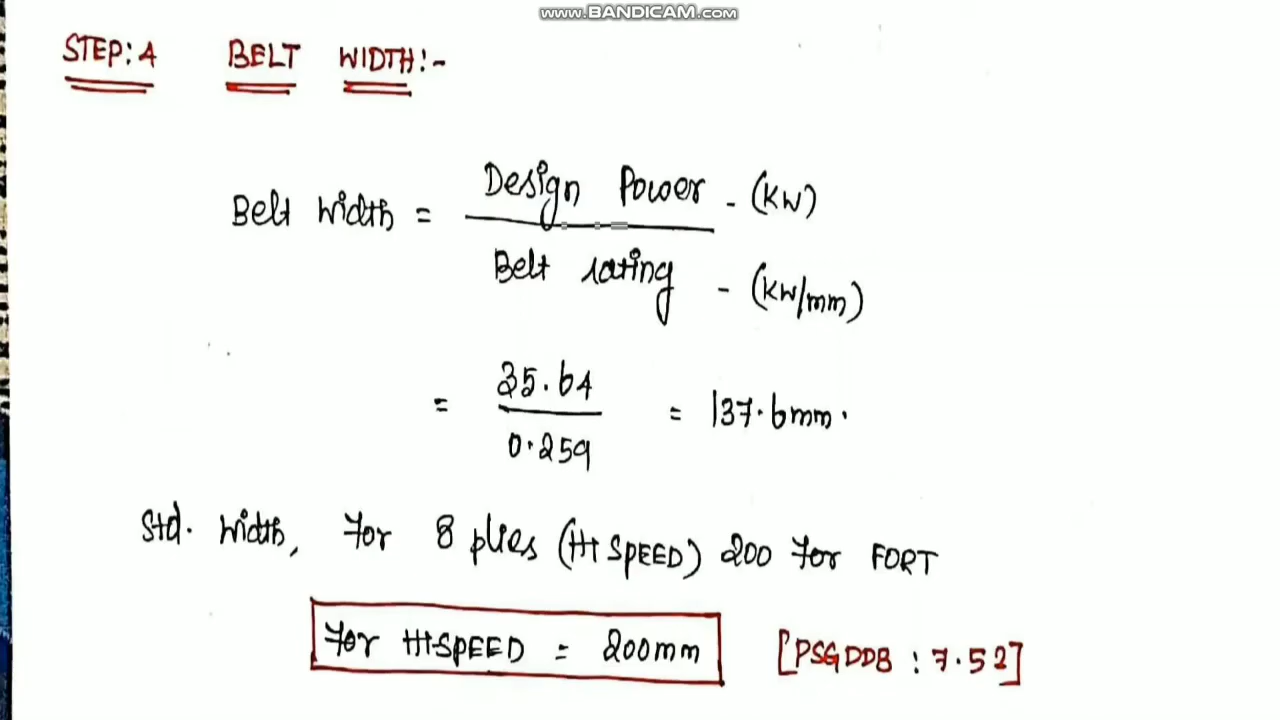 www.BANDICAM.com
STEP:4 BELT WIDTH:-
Belt width = Design Power - (KW)
Belt rating - (KW/mm)
= 35.64
0.259
= 137.6mm.
Std. width, for 8 plies (HI SPEED) 200 for FORT
for HI-SPEED = 200mm [PSGDDB : 7.52]